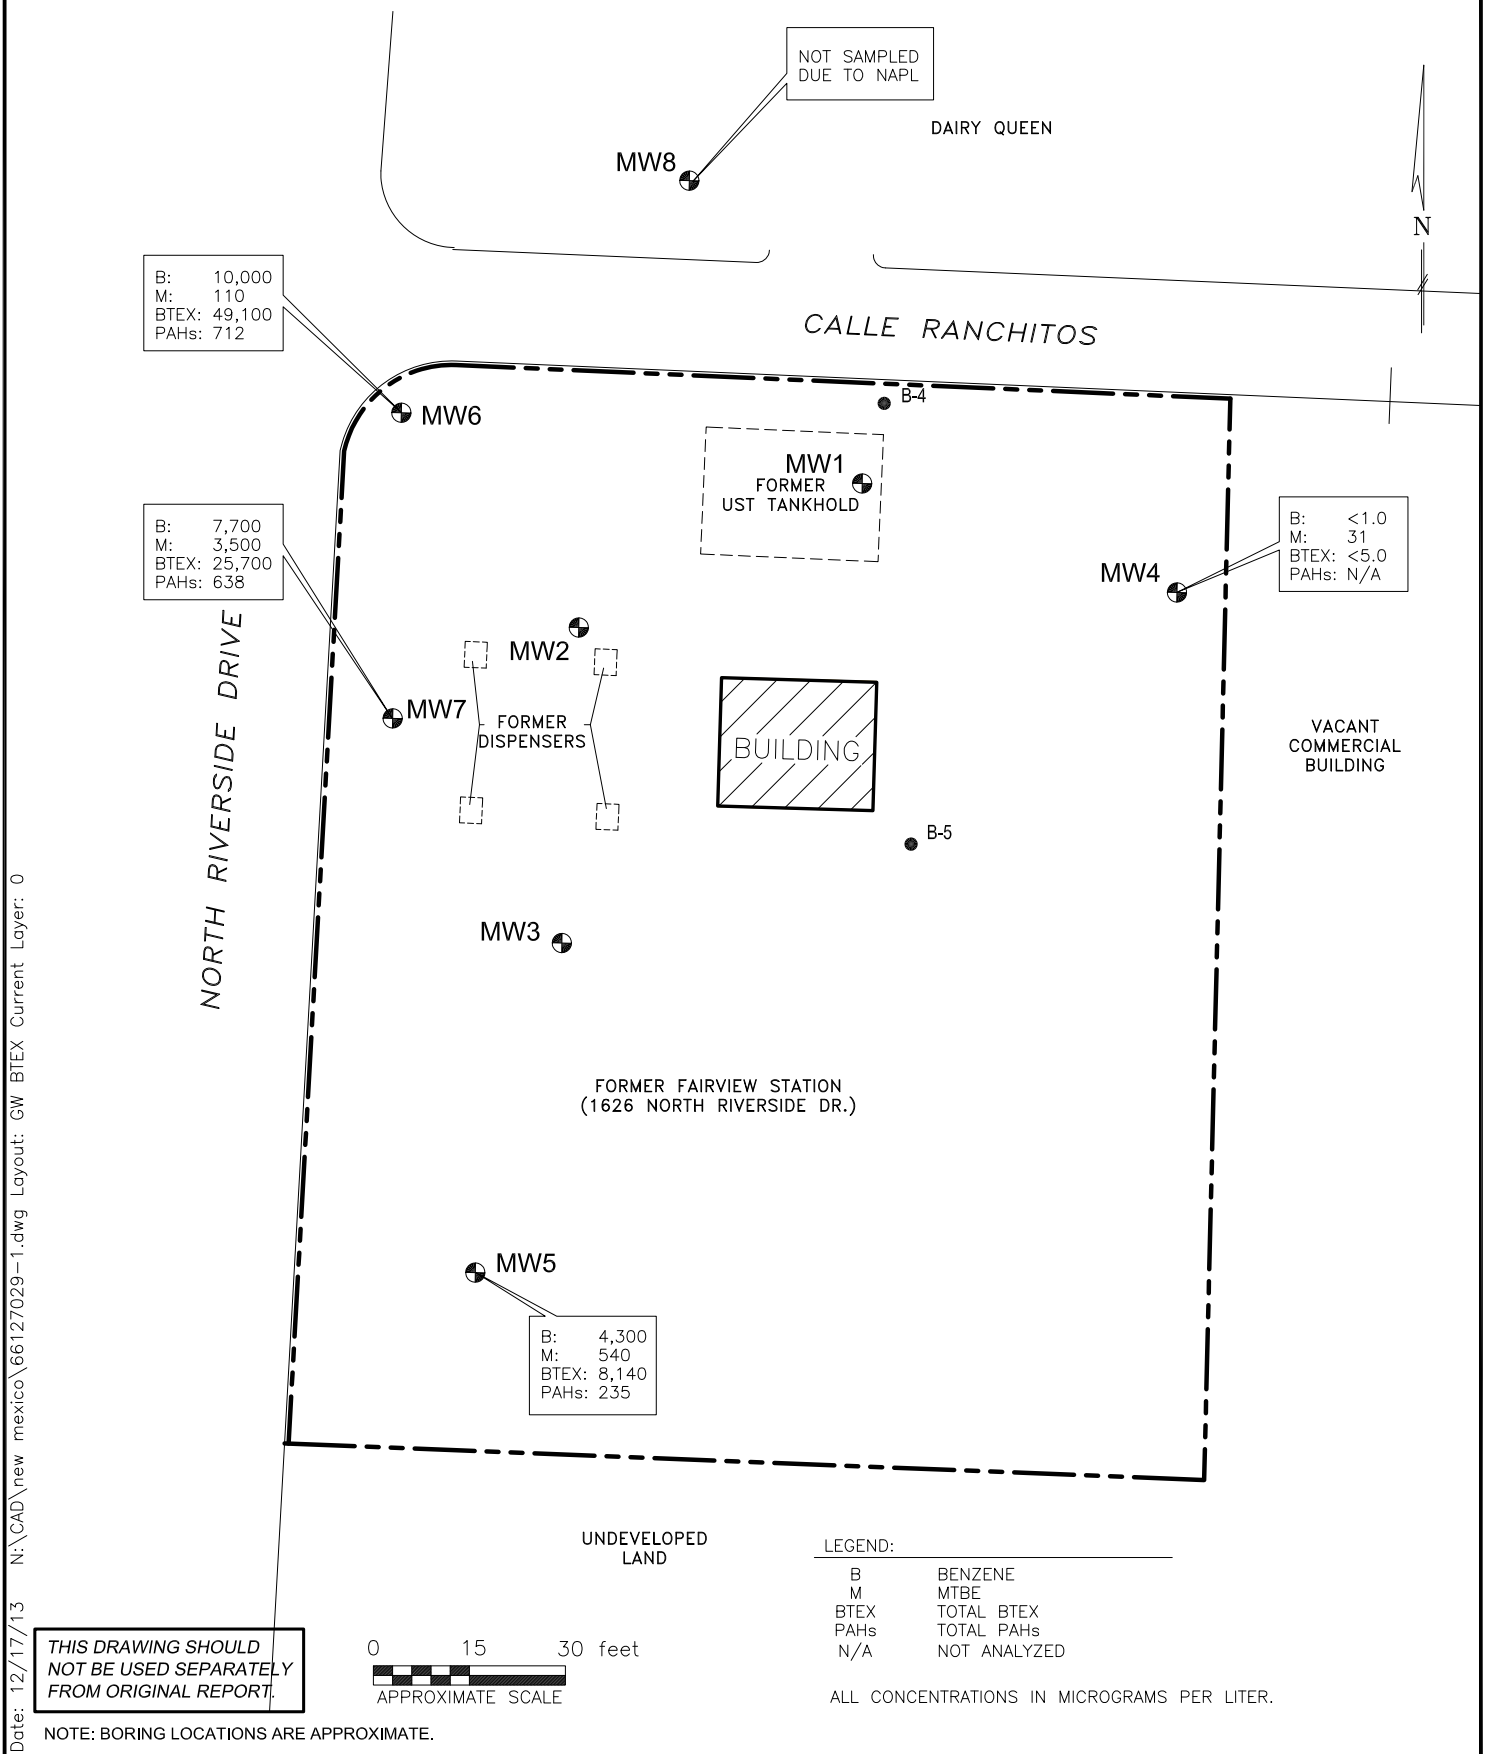 NOT SAMPLED
DUE TO NAPL
DAIRY QUEEN
MW8
N
B: 10,000
M: 110
BTEX: 49,100
PAHs: 712
CALLE RANCHITOS
MW6
B-4
MW1
FORMER
UST TANKHOLD
B: 7,700
M: 3,500
BTEX: 25,700
PAHs: 638
B: <1.0
M: 31
BTEX: <5.0
PAHs: N/A
MW4
MW2
NORTH RIVERSIDE DRIVE
MW7
FORMER
DISPENSERS
BUILDING
VACANT
COMMERCIAL
BUILDING
B-5
MW3
FORMER FAIRVIEW STATION
(1626 NORTH RIVERSIDE DR.)
MW5
B: 4,300
M: 540
BTEX: 8,140
PAHs: 235
UNDEVELOPED
LAND
LEGEND:
B BENZENE
M MTBE
BTEX TOTAL BTEX
PAHs TOTAL PAHs
N/A NOT ANALYZED
ALL CONCENTRATIONS IN MICROGRAMS PER LITER.
0 15 30 feet
APPROXIMATE SCALE
THIS DRAWING SHOULD
NOT BE USED SEPARATELY
FROM ORIGINAL REPORT.
NOTE: BORING LOCATIONS ARE APPROXIMATE.
Date: 12/17/13 N:\CAD\new mexico\66127029-1.dwg Layout: GW BTEX Current Layer: 0